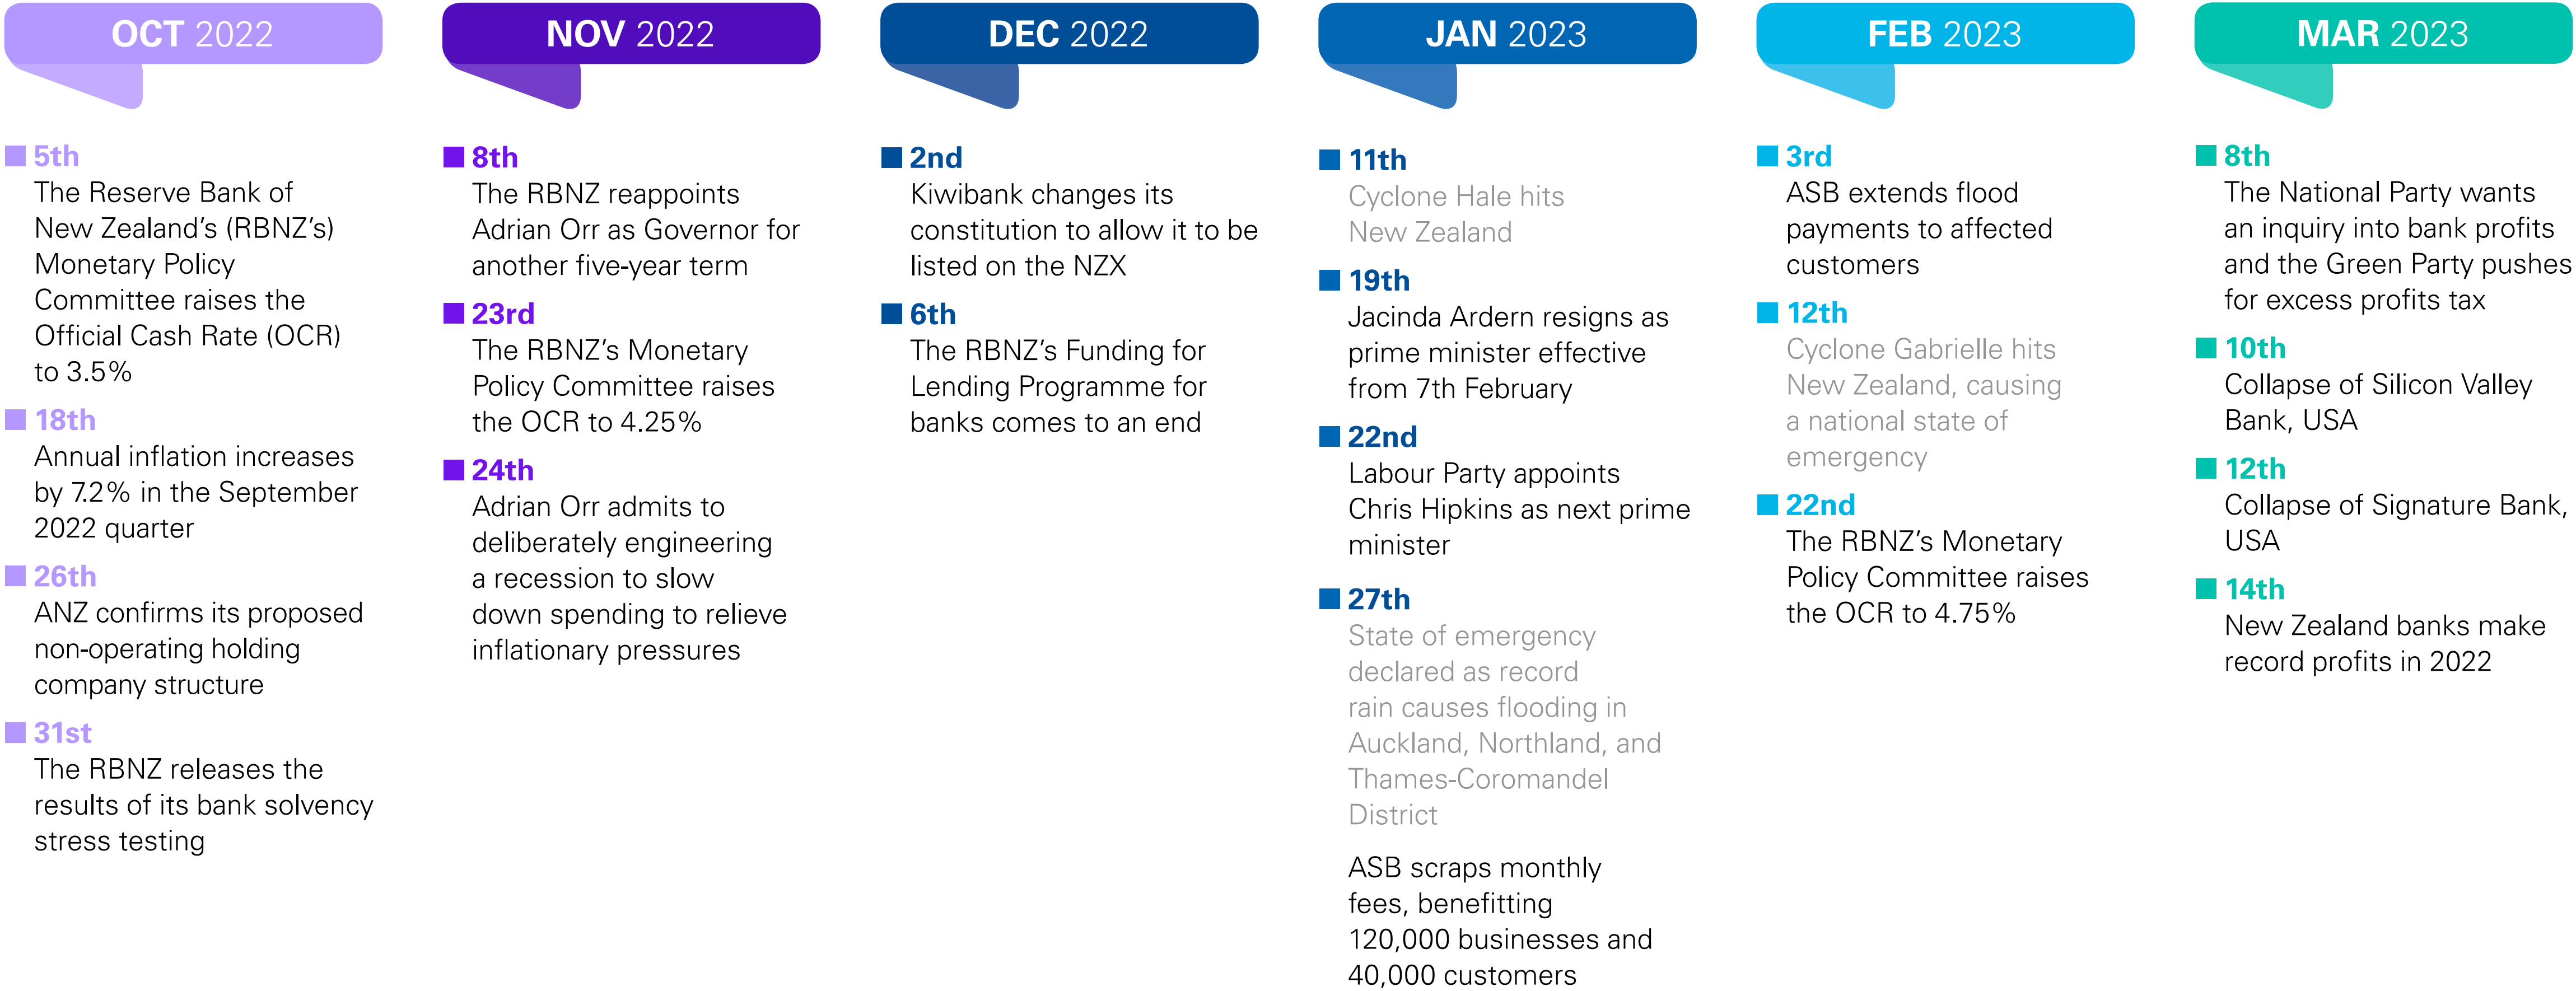 OCT 2022
5th
The Reserve Bank of
New Zealand’s (RBNZ’s)
Monetary Policy
Committee raises the
Official Cash Rate (OCR)
to 3.5%
18th
Annual inflation increases
by 7.2% in the September
2022 quarter
26th
ANZ confirms its proposed
non-operating holding
company structure
31st
The RBNZ releases the
results of its bank solvency
stress testing
NOV 2022
8th
The RBNZ reappoints
Adrian Orr as Governor for
another five-year term
23rd
The RBNZ’s Monetary
Policy Committee raises
the OCR to 4.25%
24th
Adrian Orr admits to
deliberately engineering
a recession to slow
down spending to relieve
inflationary pressures
DEC 2022
2nd
Kiwibank changes its
constitution to allow it to be
listed on the NZX
6th
The RBNZ’s Funding for
Lending Programme for
banks comes to an end
JAN 2023
11th
Cyclone Hale hits
New Zealand
19th
Jacinda Ardern resigns as
prime minister effective
from 7th February
22nd
Labour Party appoints
Chris Hipkins as next prime
minister
27th
State of emergency
declared as record
rain causes flooding in
Auckland, Northland, and
Thames-Coromandel
District
ASB scraps monthly
fees, benefitting
120,000 businesses and
40,000 customers
FEB 2023
3rd
ASB extends flood
payments to affected
customers
12th
Cyclone Gabrielle hits
New Zealand, causing
a national state of
emergency
22nd
The RBNZ’s Monetary
Policy Committee raises
the OCR to 4.75%
MAR 2023
8th
The National Party wants
an inquiry into bank profits
and the Green Party pushes
for excess profits tax
10th
Collapse of Silicon Valley
Bank, USA
12th
Collapse of Signature Bank,
USA
14th
New Zealand banks make
record profits in 2022